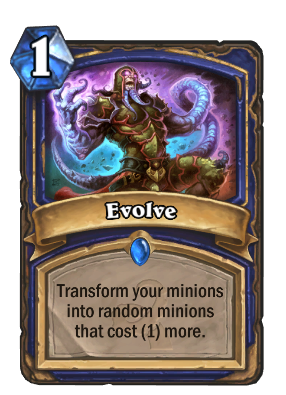 1
Evolve
Transform your minions
into random minions
that cost (1) more.